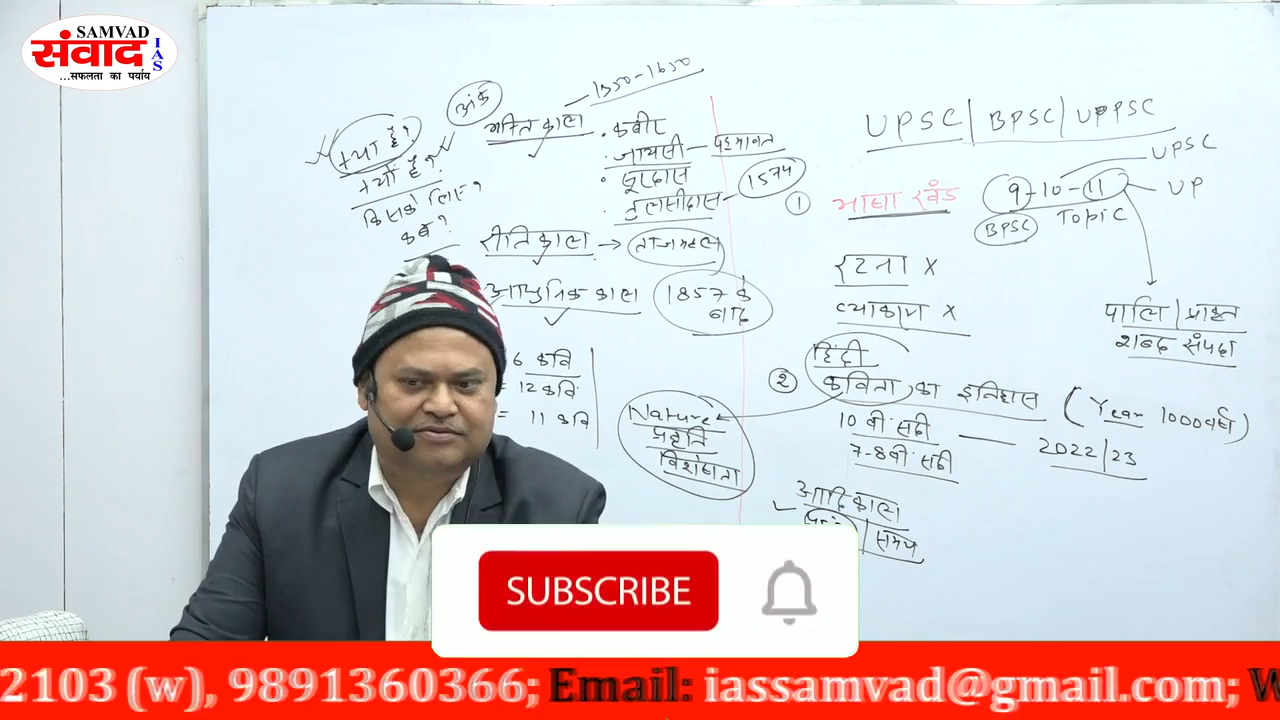 SAMVAD
संवाद
IAS
...सफलता का पर्याय
क्या है?
क्यों है?
किसके लिए?
कब?
अंक
भक्तिकाल
1350-1650
कबीर
जायसी - पद्मावत
सूरदास
तुलसीदास - 1574
रीतिकाल → ताजमहल
आधुनिक काल
1857 के
बाद
6 कवि
= 12 कवि
= 11 कवि
Nature
प्रकृति
विशेषता
UPSC | BPSC | UPPSC
1 भाषा खंड
9-10-11
UPSC
UP
BPSC
Topic
रटना X
व्याकरण X
पालि | प्राकृत
शब्द संपदा
2 हिंदी
कविता का इतिहास (Year 1000 वर्ष)
10 वीं सदी
7-8वीं सदी
2022/23
आदिकाल
समय
SUBSCRIBE
2103 (w), 9891360366; Email: iassamvad@gmail.com; W